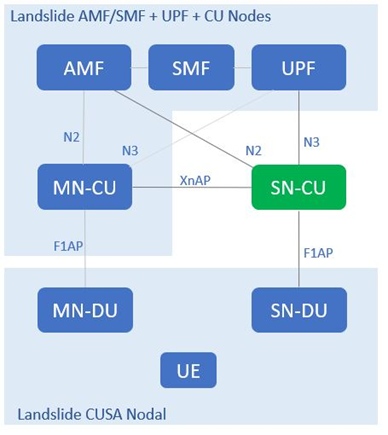 Landslide AMF/SMF + UPF + CU Nodes
AMF
SMF
UPF
N2
N3
N2
N3
MN-CU
XnAP
SN-CU
F1AP
F1AP
MN-DU
SN-DU
UE
Landslide CUSA Nodal